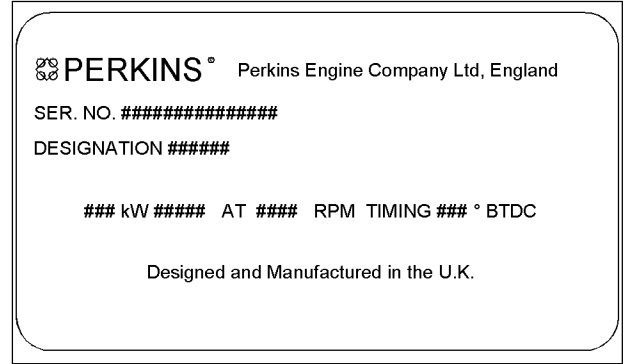 PERKINS® Perkins Engine Company Ltd, England
SER. NO. ###############
DESIGNATION ######
### kW ##### AT #### RPM TIMING ### ° BTDC
Designed and Manufactured in the U.K.